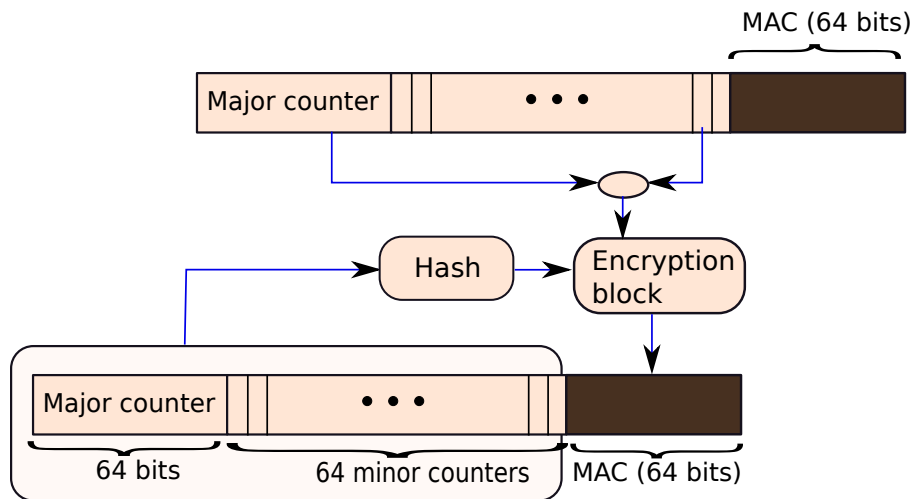 MAC (64 bits)
Major counter
Hash
Encryption
block
Major counter
64 bits
64 minor counters
MAC (64 bits)